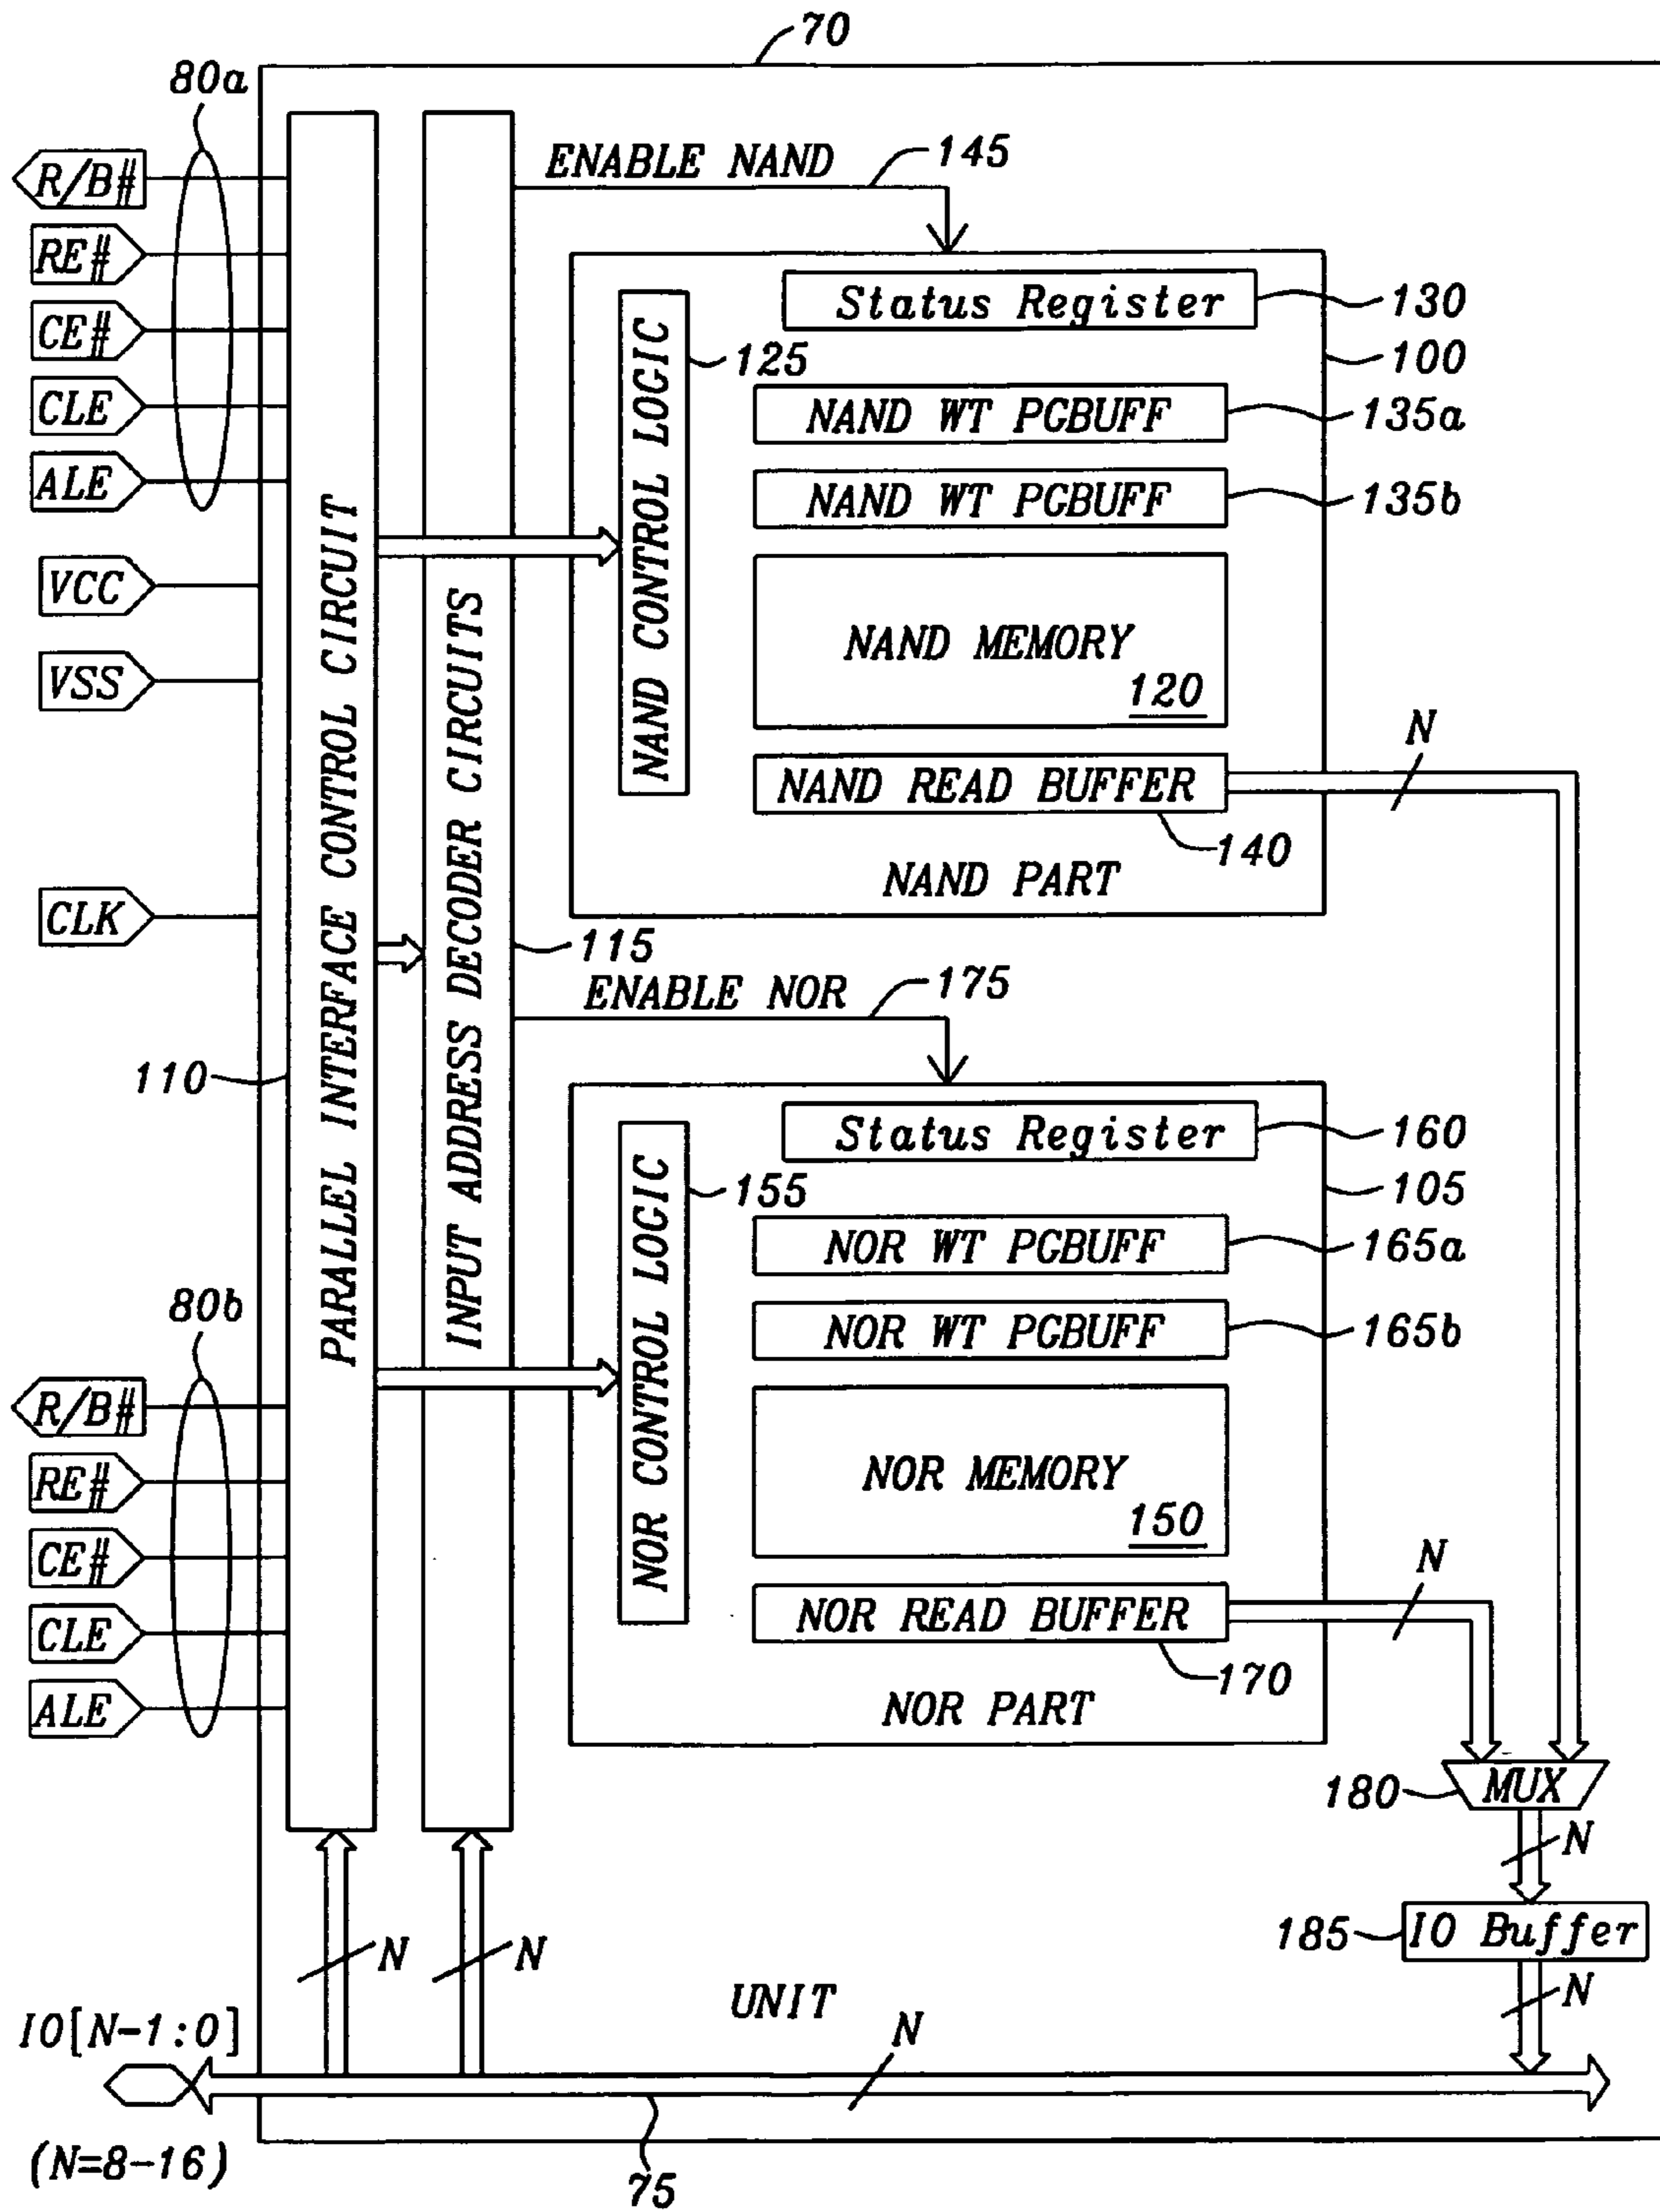 70
80a
R/B#
RE#
CE#
CLE
ALE
VCC
VSS
CLK
110
80b
R/B#
RE#
CE#
CLE
ALE
PARALLEL INTERFACE CONTROL CIRCUIT
INPUT ADDRESS DECODER CIRCUITS
115
ENABLE NAND
145
NAND CONTROL LOGIC
125
Status Register
130
100
NAND WT PGBUFF
135a
NAND WT PGBUFF
135b
NAND MEMORY
120
NAND READ BUFFER
140
NAND PART
N
ENABLE NOR
175
NOR CONTROL LOGIC
155
Status Register
160
105
NOR WT PGBUFF
165a
NOR WT PGBUFF
165b
NOR MEMORY
150
NOR READ BUFFER
170
NOR PART
N
180
MUX
N
185
IO Buffer
N
N
N
UNIT
N
IO[N-1:0]
(N=8-16)
75